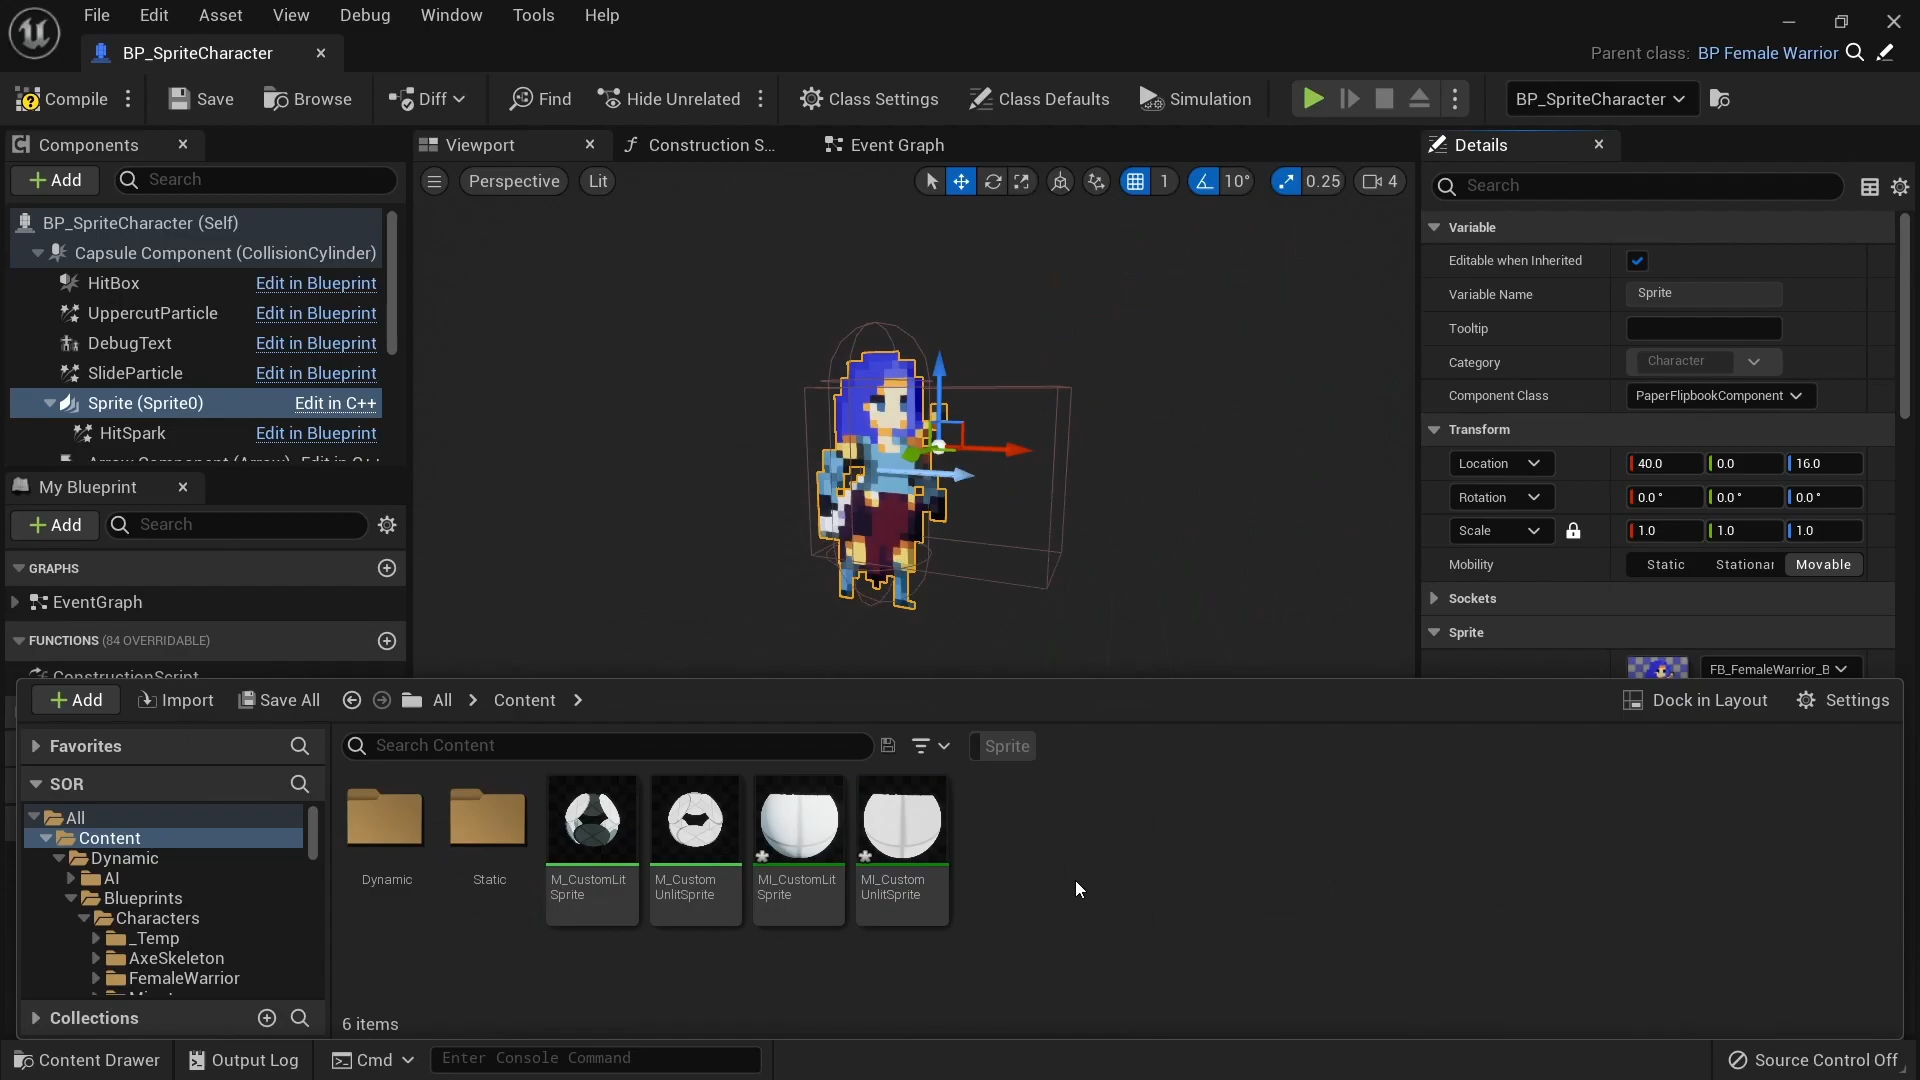 File Edit Asset View Debug Window Tools Help
BP_SpriteCharacter
Parent class: BP Female Warrior
Compile Save Browse Diff Find Hide Unrelated Class Settings Class Defaults Simulation BP_SpriteCharacter
Components Viewport Construction S... Event Graph Details
Add Search Perspective Lit 1 10° 0.25 4 Search
BP_SpriteCharacter (Self)
Capsule Component (CollisionCylinder)
HitBox Edit in Blueprint
UppercutParticle Edit in Blueprint
DebugText Edit in Blueprint
SlideParticle Edit in Blueprint
Sprite (Sprite0) Edit in C++
HitSpark Edit in Blueprint
Arrow Component (Arrow) Edit in C++
Variable
Editable when Inherited
Variable Name Sprite
Tooltip
Category Character
Component Class PaperFlipbookComponent
Transform
Location 40.0 0.0 16.0
Rotation 0.0° 0.0° 0.0°
Scale 1.0 1.0 1.0
Mobility Static Stationar Movable
Sockets
Sprite
FB_FemaleWarrior_B
My Blueprint
Add Search
GRAPHS
EventGraph
FUNCTIONS (84 OVERRIDABLE)
ConstructionScript
Add Import Save All All Content Dock in Layout Settings
Favorites
SOR
All
Content
Dynamic
AI
Blueprints
Characters
_Temp
AxeSkeleton
FemaleWarrior
Collections
Search Content Sprite
Dynamic
Static
M_CustomLit
Sprite
M_Custom
UnlitSprite
MI_CustomLit
Sprite
MI_Custom
UnlitSprite
6 items
Content Drawer Output Log Cmd Enter Console Command Source Control Off